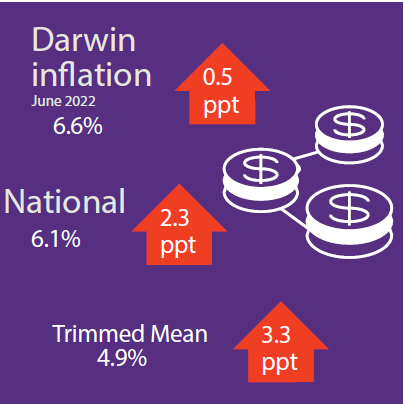 Darwin
inflation
June 2022
6.6%
0.5
ppt
$
$
$
National
6.1%
2.3
ppt
Trimmed Mean
4.9%
3.3
ppt